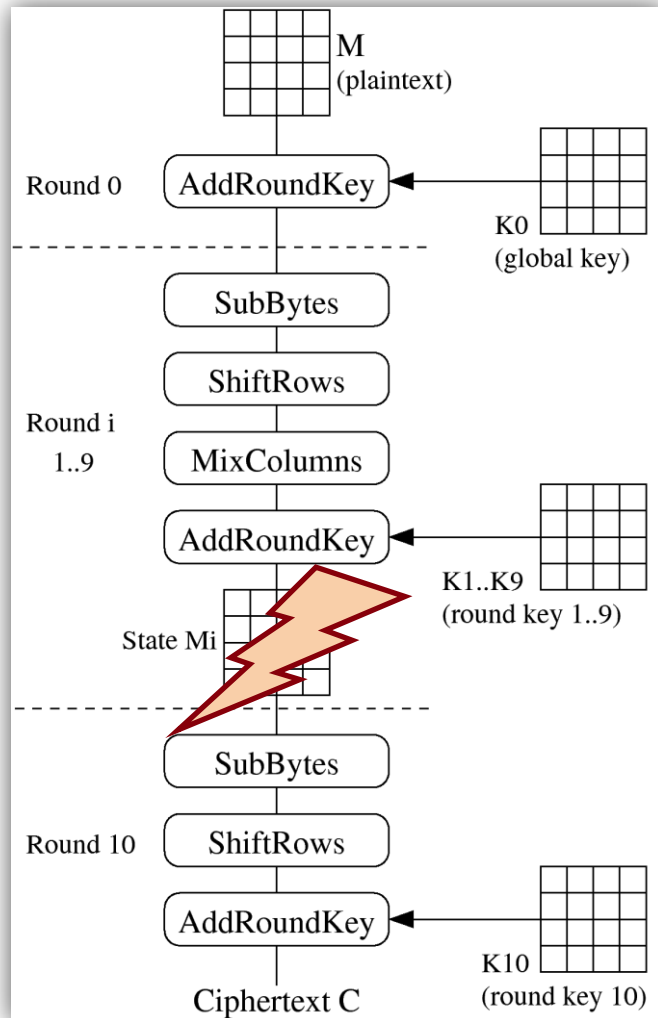 M
(plaintext)
Round 0
AddRoundKey
K0
(global key)
SubBytes
ShiftRows
Round i
1..9
MixColumns
AddRoundKey
K1..K9
(round key 1..9)
State Mi
SubBytes
Round 10
ShiftRows
AddRoundKey
K10
(round key 10)
Ciphertext C